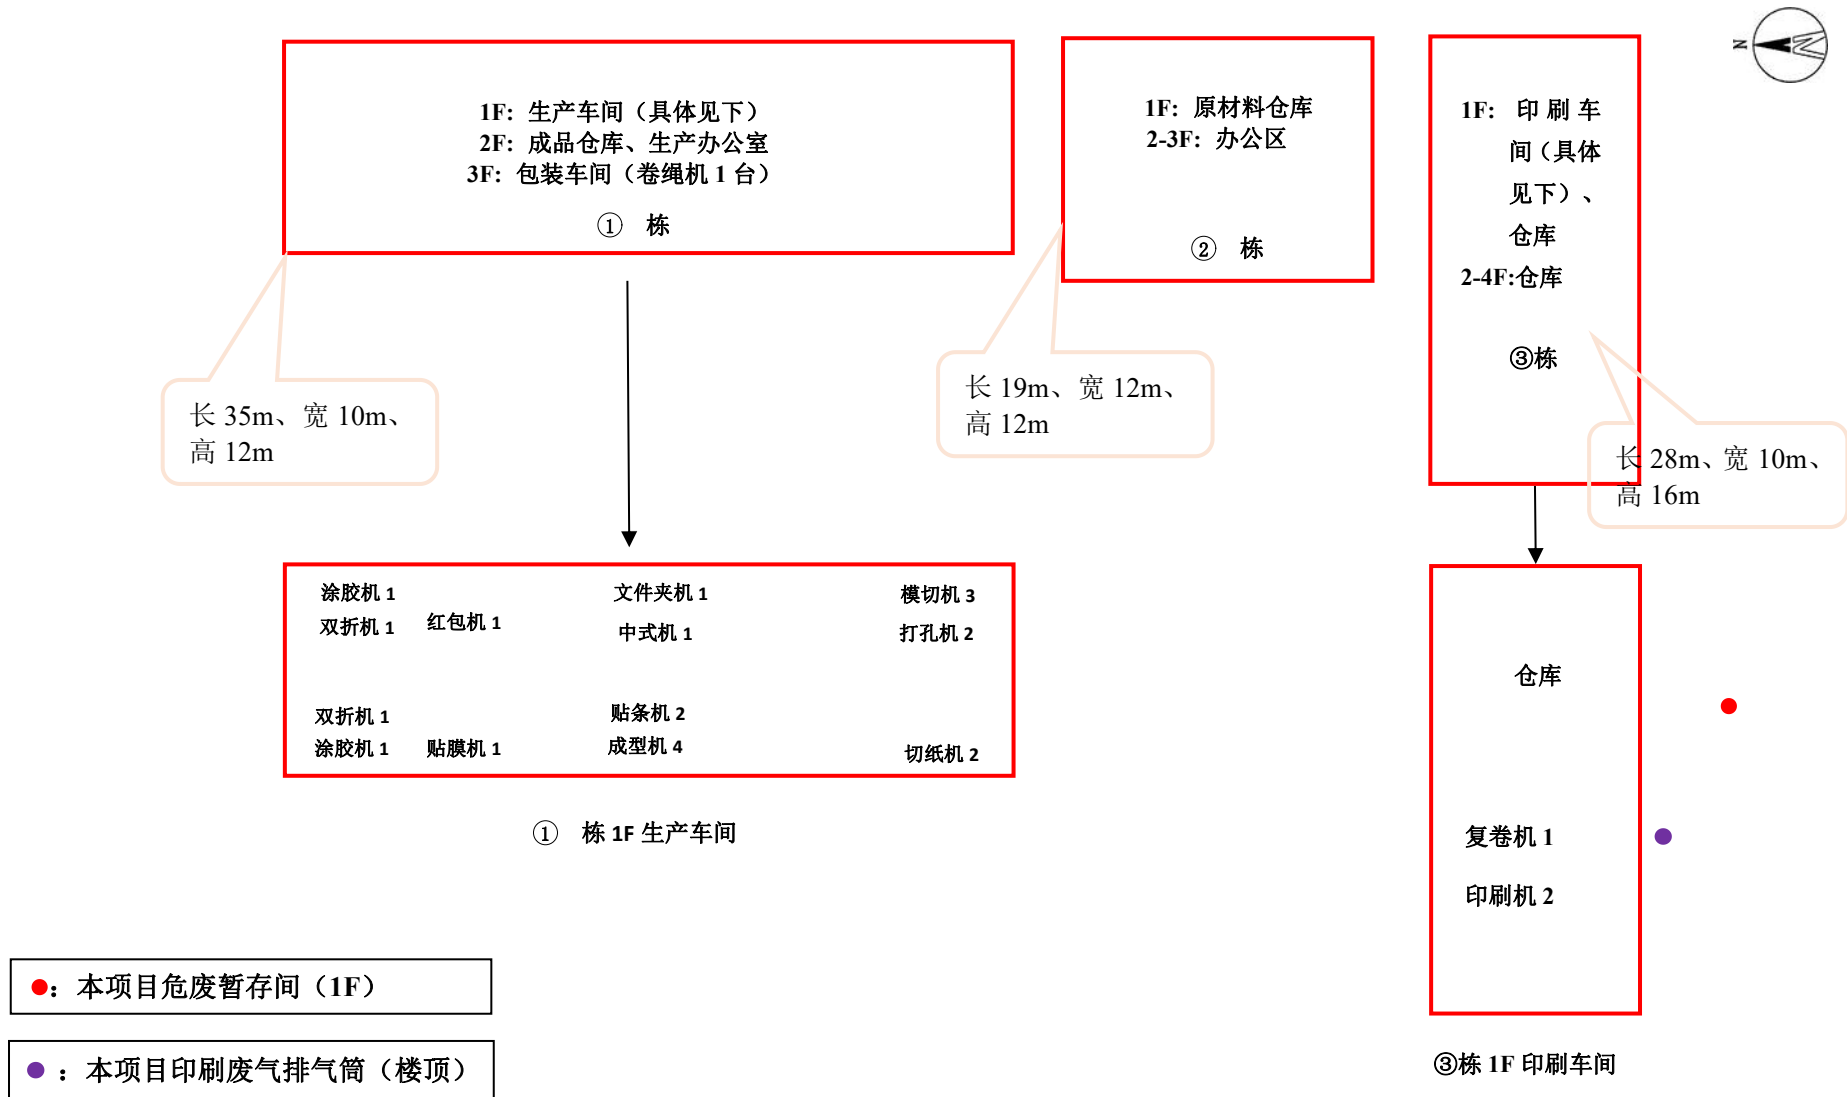 N
1F: 生产车间（具体见下）
2F: 成品仓库、生产办公室
3F: 包装车间（卷绳机 1 台）
① 栋
1F: 原材料仓库
2-3F: 办公区
② 栋
1F: 印刷车
间（具体
见下）、
仓库
2-4F:仓库
③栋
长 35m、宽 10m、
高 12m
长 19m、宽 12m、
高 12m
长 28m、宽 10m、
高 16m
涂胶机 1
双折机 1
红包机 1
文件夹机 1
中式机 1
模切机 3
打孔机 2
双折机 1
涂胶机 1
贴膜机 1
贴条机 2
成型机 4
切纸机 2
① 栋 1F 生产车间
仓库
复卷机 1
印刷机 2
③栋 1F 印刷车间
：本项目危废暂存间（1F）
：本项目印刷废气排气筒（楼顶）